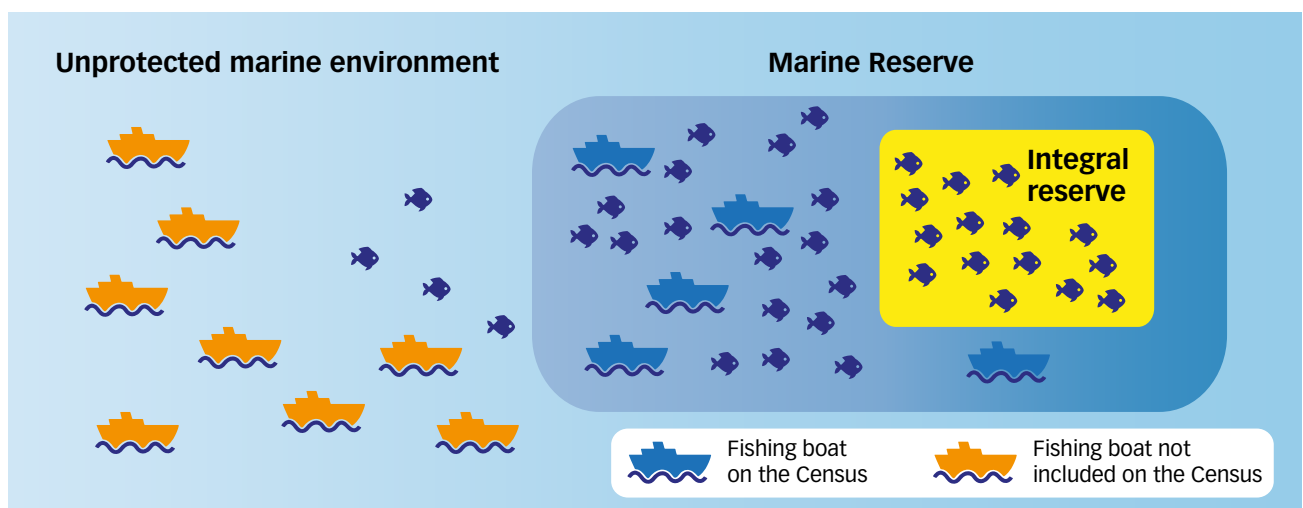 Unprotected marine environment
Marine Reserve
Integral
reserve
Fishing boat
on the Census
Fishing boat not
included on the Census